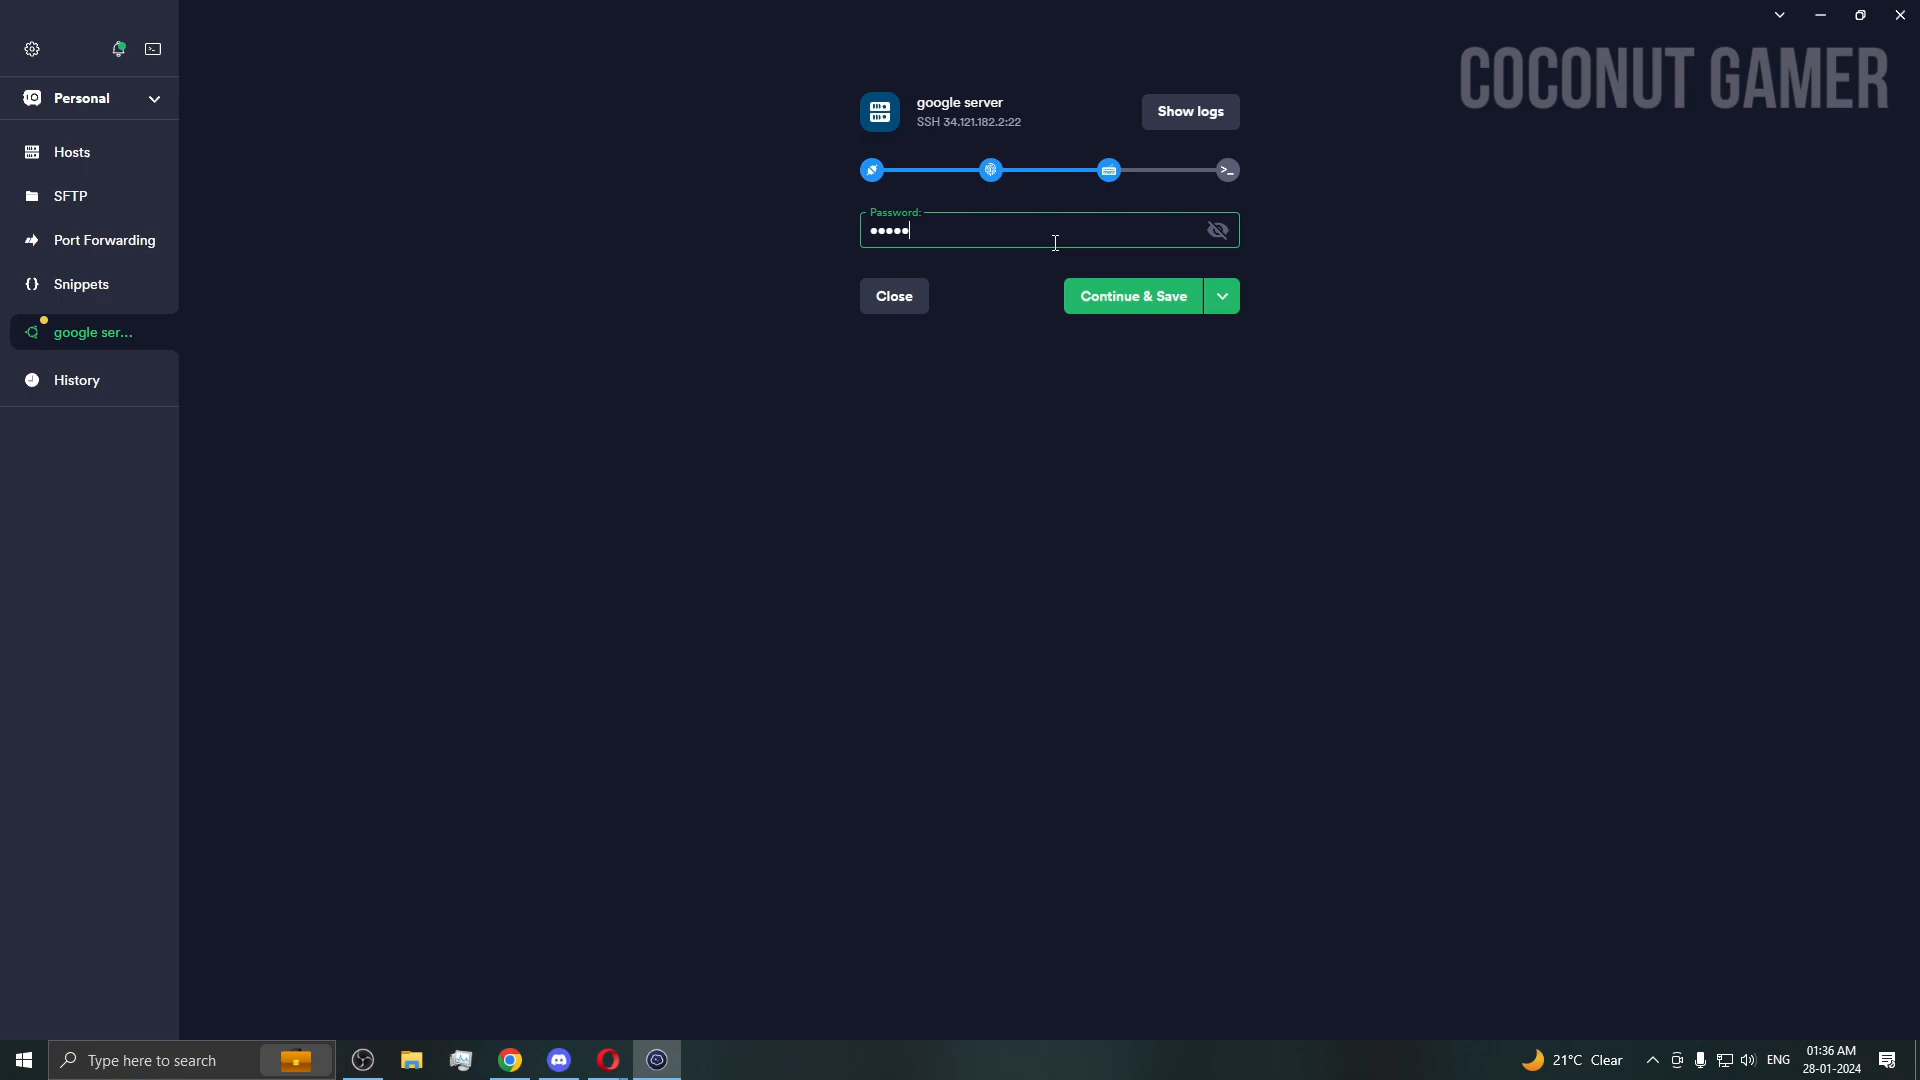 COCONUT GAMER
Personal
Hosts
SFTP
Port Forwarding
Snippets
google ser...
History
google server
SSH 34.121.182.2:22
Show logs
Password:
•••••
Close
Continue & Save
Type here to search
21°C Clear
ENG
01:36 AM
28-01-2024